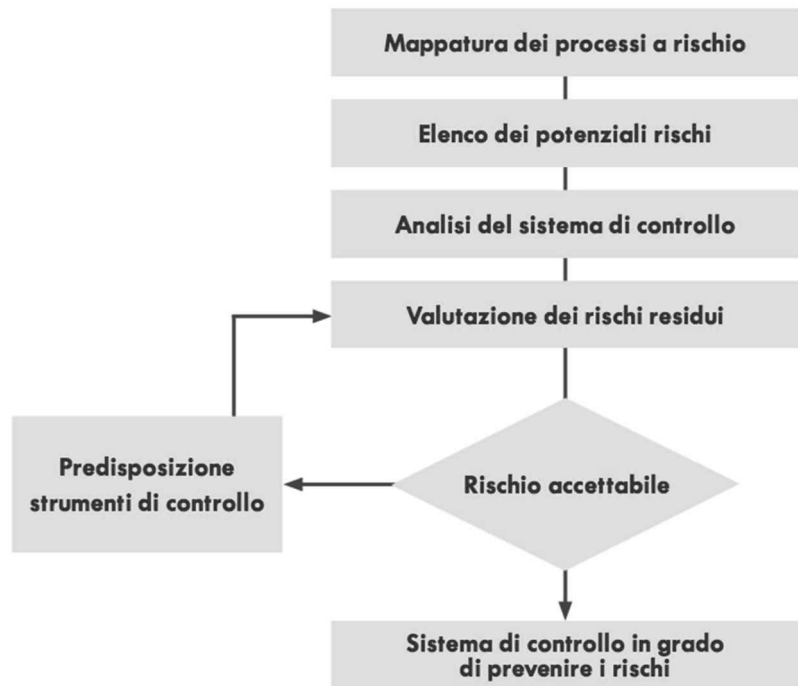 Mappatura dei processi a rischio
Elenco dei potenziali rischi
Analisi del sistema di controllo
Valutazione dei rischi residui
Predisposizione
strumenti di controllo
Rischio accettabile
Sistema di controllo in grado
di prevenire i rischi